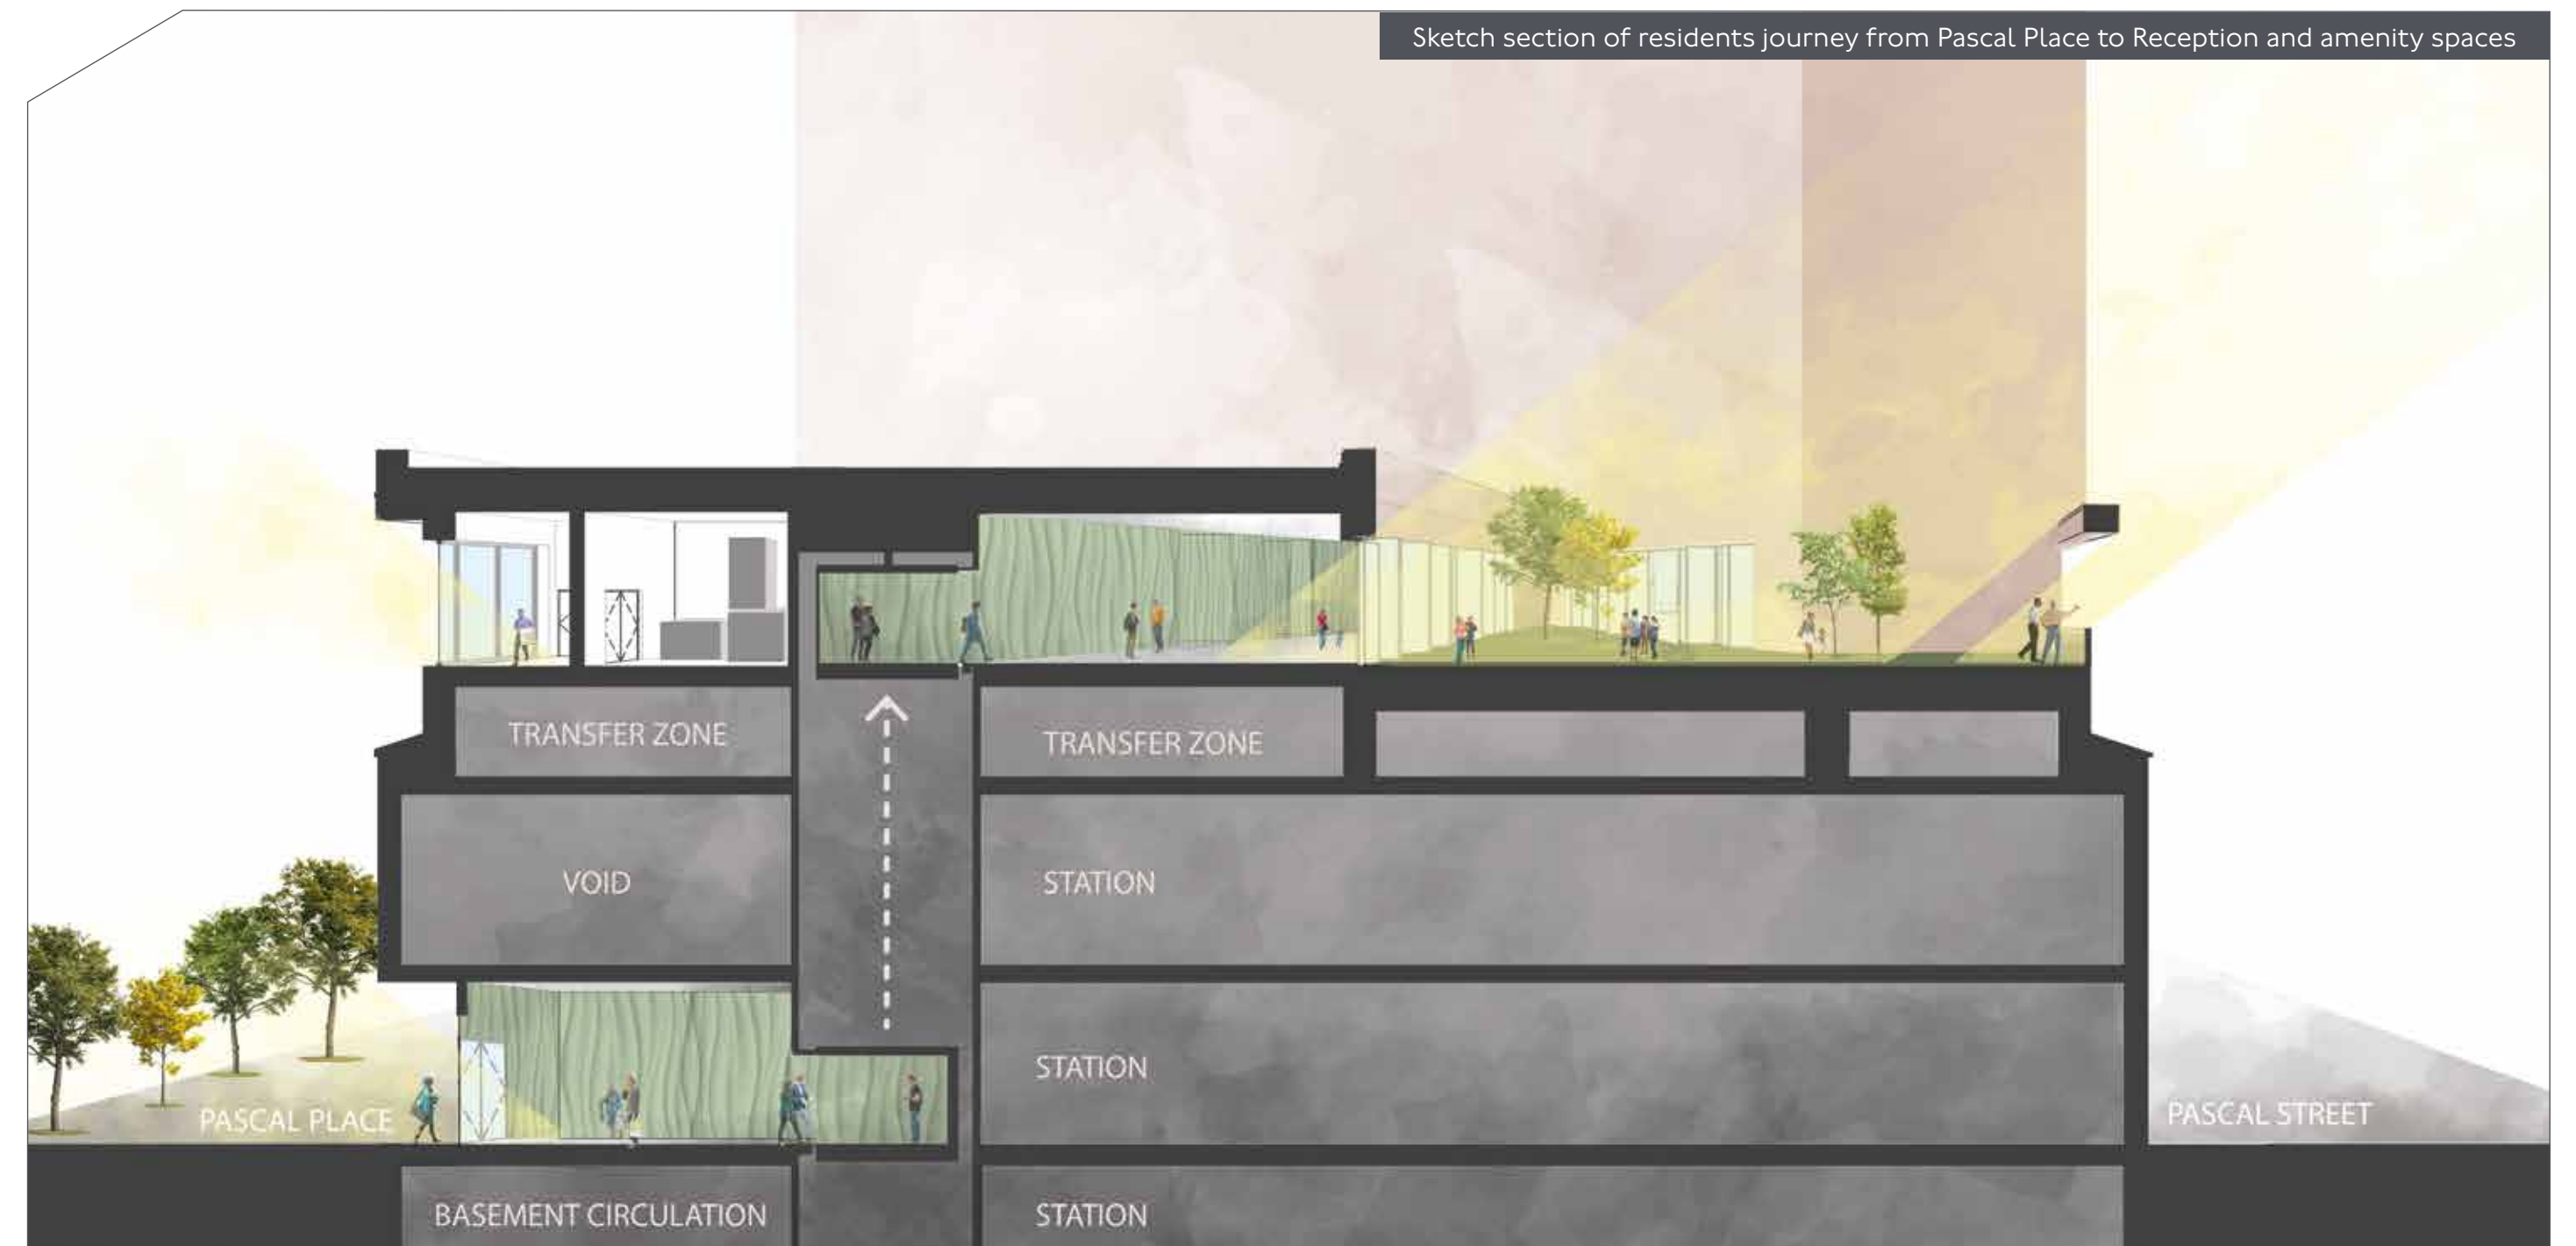 Sketch section of residents journey from Pascal Place to Reception and amenity spaces
TRANSFER ZONE
TRANSFER ZONE
VOID
STATION
STATION
PASCAL PLACE
PASCAL STREET
BASEMENT CIRCULATION
STATION